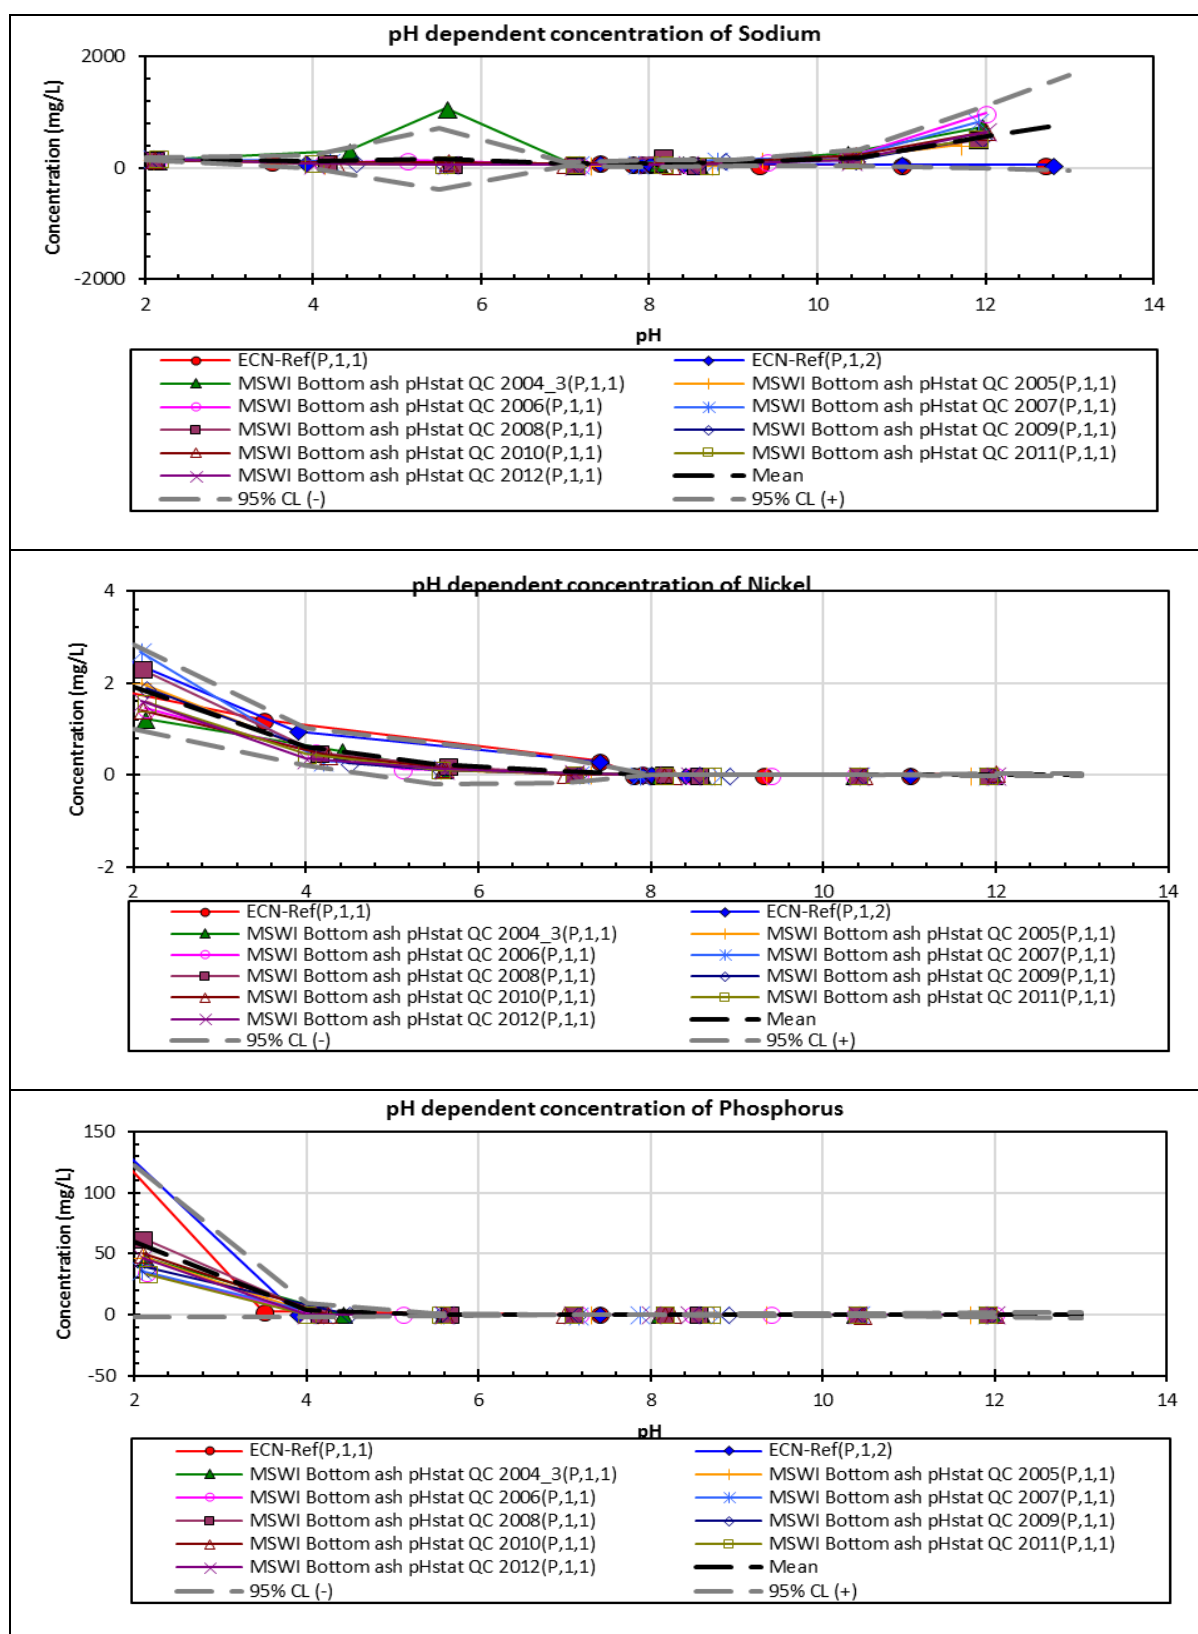 pH dependent concentration of Sodium
Concentration (mg/L)
2000
0
-2000
2 4 6 8 10 12 14
pH
ECN-Ref(P,1,1) ECN-Ref(P,1,2)
MSWI Bottom ash pHstat QC 2004_3(P,1,1) MSWI Bottom ash pHstat QC 2005(P,1,1)
MSWI Bottom ash pHstat QC 2006(P,1,1) MSWI Bottom ash pHstat QC 2007(P,1,1)
MSWI Bottom ash pHstat QC 2008(P,1,1) MSWI Bottom ash pHstat QC 2009(P,1,1)
MSWI Bottom ash pHstat QC 2010(P,1,1) MSWI Bottom ash pHstat QC 2011(P,1,1)
MSWI Bottom ash pHstat QC 2012(P,1,1) Mean
95% CL (-) 95% CL (+)
pH dependent concentration of Nickel
Concentration (mg/L)
4
2
0
-2
2 4 6 8 10 12 14
ECN-Ref(P,1,1) ECN-Ref(P,1,2)
MSWI Bottom ash pHstat QC 2004_3(P,1,1) MSWI Bottom ash pHstat QC 2005(P,1,1)
MSWI Bottom ash pHstat QC 2006(P,1,1) MSWI Bottom ash pHstat QC 2007(P,1,1)
MSWI Bottom ash pHstat QC 2008(P,1,1) MSWI Bottom ash pHstat QC 2009(P,1,1)
MSWI Bottom ash pHstat QC 2010(P,1,1) MSWI Bottom ash pHstat QC 2011(P,1,1)
MSWI Bottom ash pHstat QC 2012(P,1,1) Mean
95% CL (-) 95% CL (+)
pH dependent concentration of Phosphorus
Concentration (mg/L)
150
100
50
0
-50
2 4 6 8 10 12 14
pH
ECN-Ref(P,1,1) ECN-Ref(P,1,2)
MSWI Bottom ash pHstat QC 2004_3(P,1,1) MSWI Bottom ash pHstat QC 2005(P,1,1)
MSWI Bottom ash pHstat QC 2006(P,1,1) MSWI Bottom ash pHstat QC 2007(P,1,1)
MSWI Bottom ash pHstat QC 2008(P,1,1) MSWI Bottom ash pHstat QC 2009(P,1,1)
MSWI Bottom ash pHstat QC 2010(P,1,1) MSWI Bottom ash pHstat QC 2011(P,1,1)
MSWI Bottom ash pHstat QC 2012(P,1,1) Mean
95% CL (-) 95% CL (+)